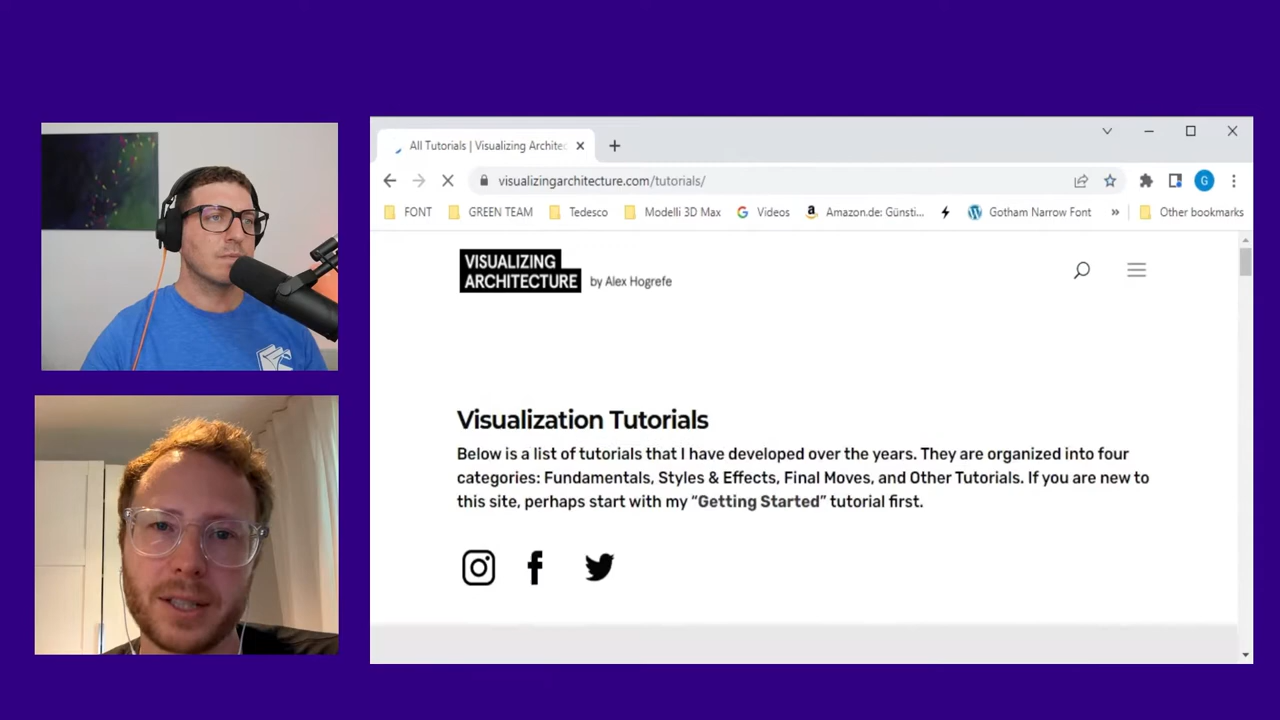 All Tutorials | Visualizing Architec
visualizingarchitecture.com/tutorials/
G
FONT
GREEN TEAM
Tedesco
Modelli 3D Max
Videos
Amazon.de: Günsti...
Gotham Narrow Font
»
Other bookmarks
VISUALIZING
ARCHITECTURE
by Alex Hogrefe
Visualization Tutorials
Below is a list of tutorials that I have developed over the years. They are organized into four
categories: Fundamentals, Styles & Effects, Final Moves, and Other Tutorials. If you are new to
this site, perhaps start with my “Getting Started” tutorial first.